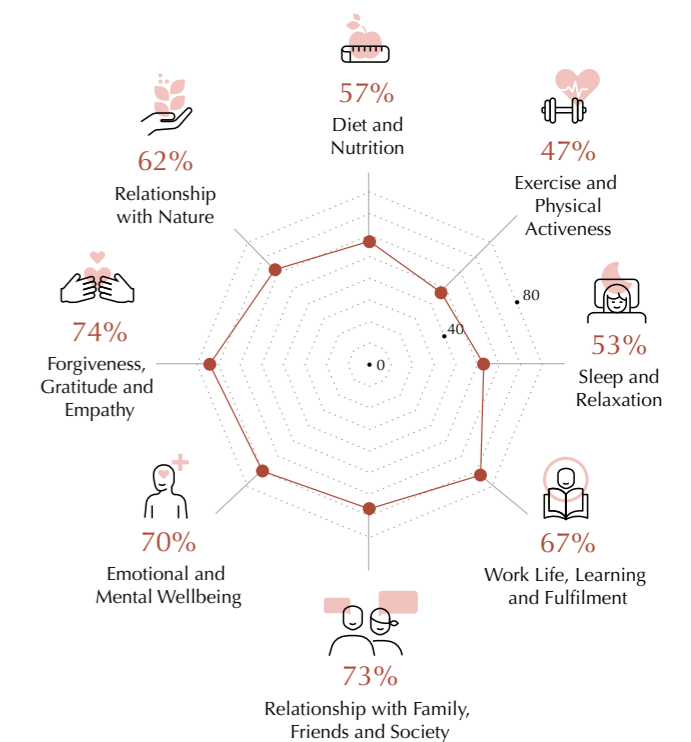 57%
Diet and
Nutrition
47%
Exercise and
Physical
Activeness
80
40
0
53%
Sleep and
Relaxation
67%
Work Life, Learning
and Fulfilment
73%
Relationship with Family,
Friends and Society
70%
Emotional and
Mental Wellbeing
74%
Forgiveness,
Gratitude and
Empathy
62%
Relationship
with Nature